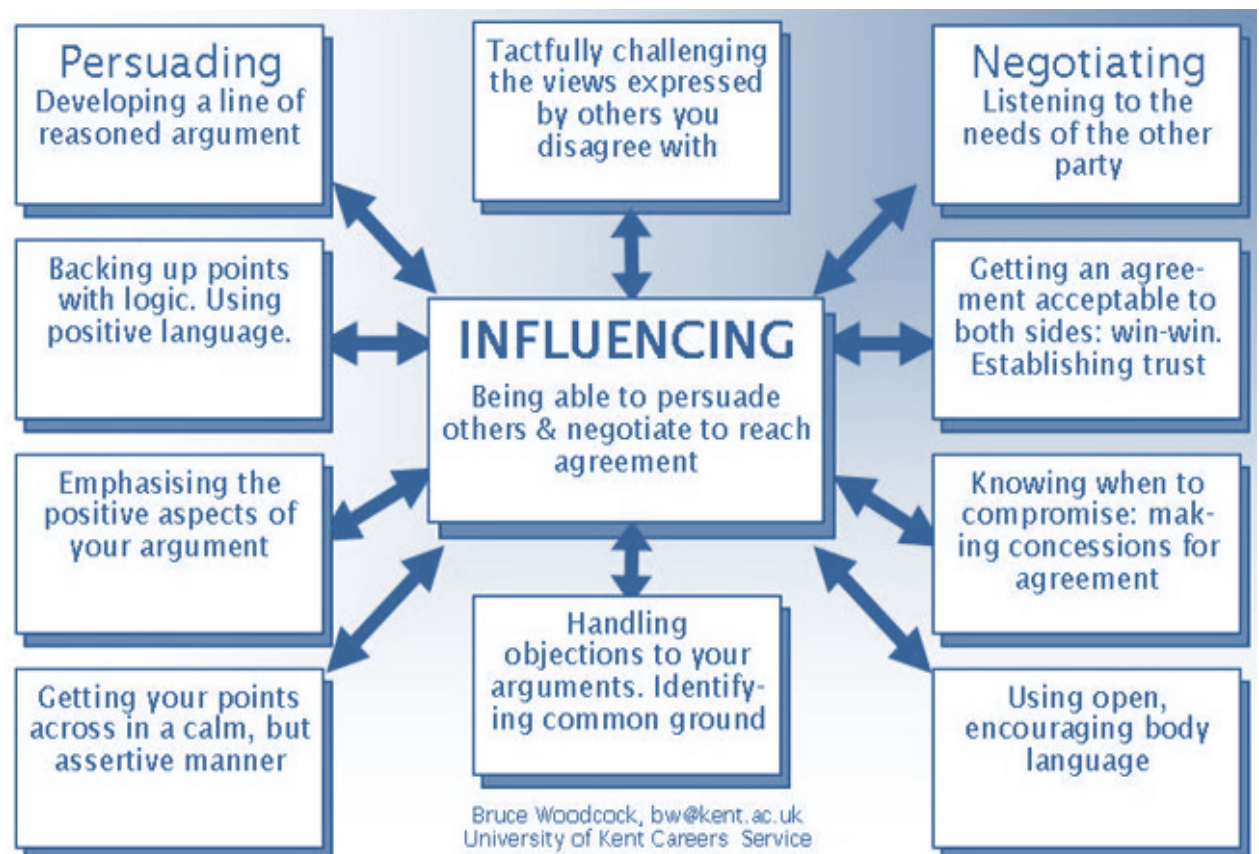 Persuading
Developing a line of
reasoned argument
Tactfully challenging
the views expressed
by others you
disagree with
Negotiating
Listening to the
needs of the other
party
Backing up points
with logic. Using
positive language.
INFLUENCING
Being able to persuade
others & negotiate to reach
agreement
Getting an agree-
ment acceptable to
both sides: win-win.
Establishing trust
Emphasising the
positive aspects of
your argument
Knowing when to
compromise: mak-
ing concessions for
agreement
Getting your points
across in a calm, but
assertive manner
Handling
objections to your
arguments. Identify-
ing common ground
Using open,
encouraging body
language
Bruce Woodcock, bw@kent.ac.uk
University of Kent Careers Service